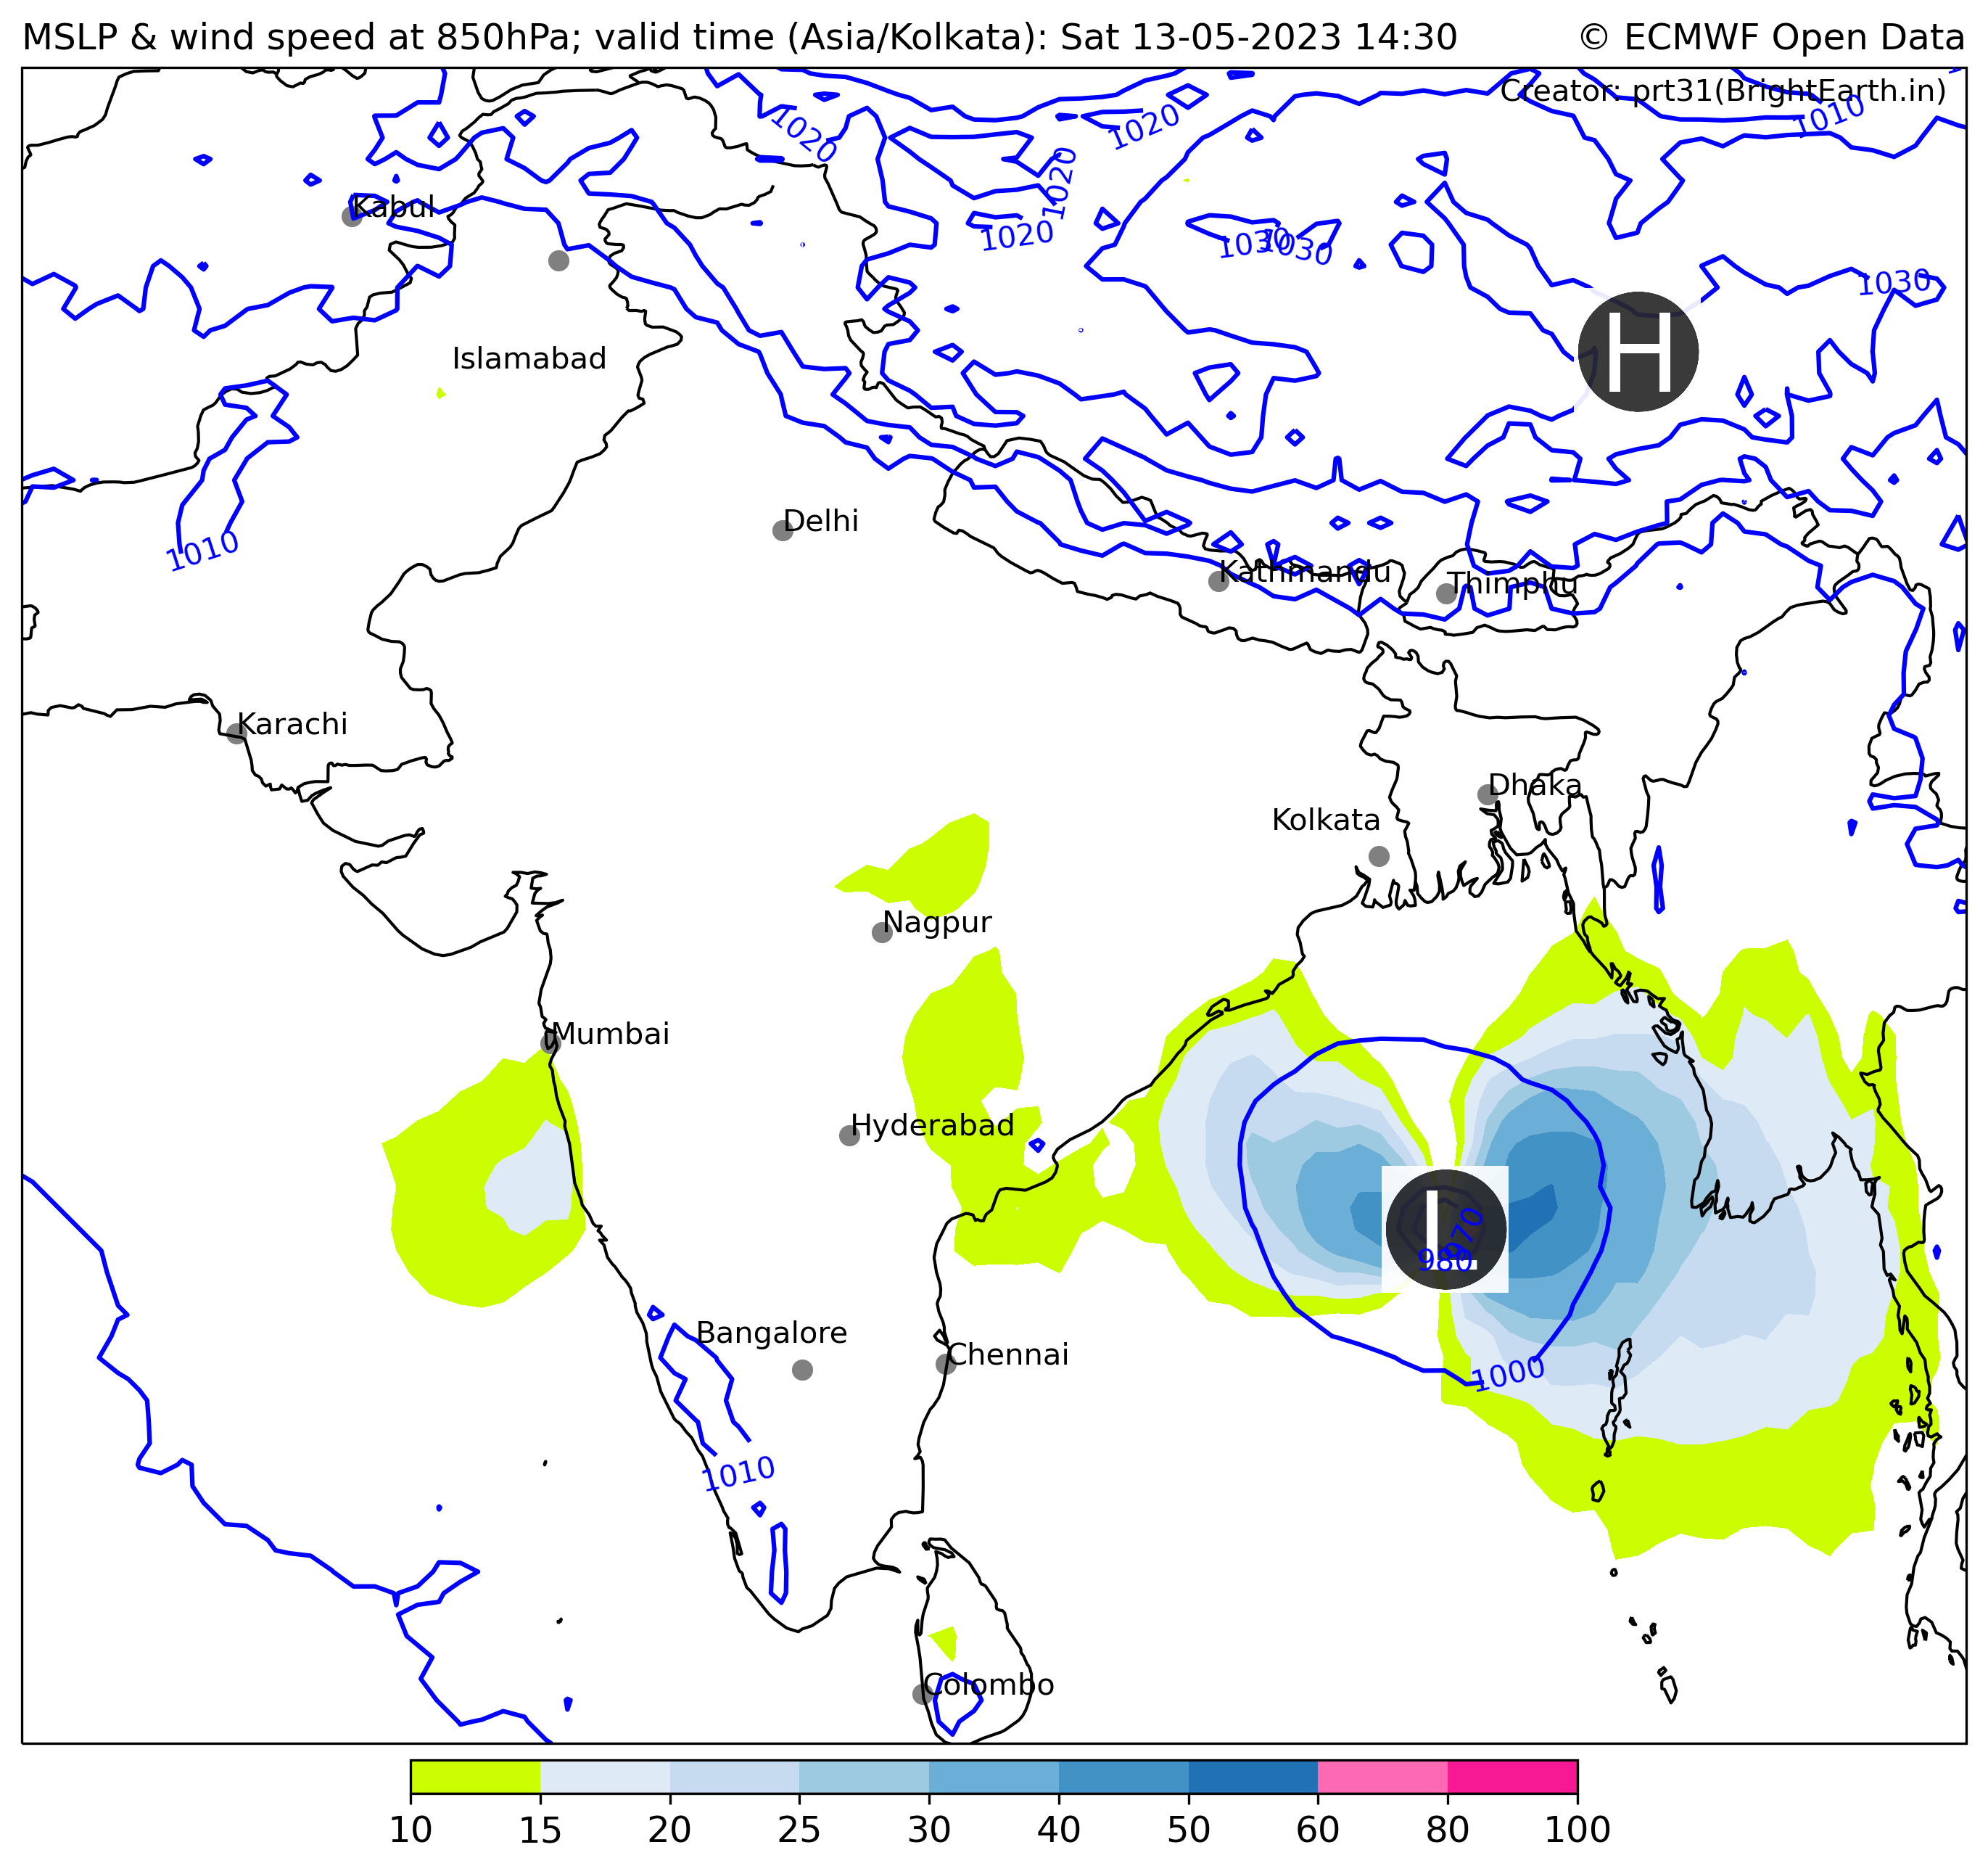 MSLP & wind speed at 850hPa; valid time (Asia/Kolkata): Sat 13-05-2023 14:30
© ECMWF Open Data
Creator: prt31(BrightEarth.in)
1010
1020
1020
1020
Kabul
1020
1030
1030
1030
H
Islamabad
Delhi
1010
Kathmandu
Thimphu
Karachi
Dhaka
Kolkata
Nagpur
Mumbai
Hyderabad
L
970
980
Bangalore
Chennai
1000
1010
Colombo
10 15 20 25 30 40 50 60 80 100